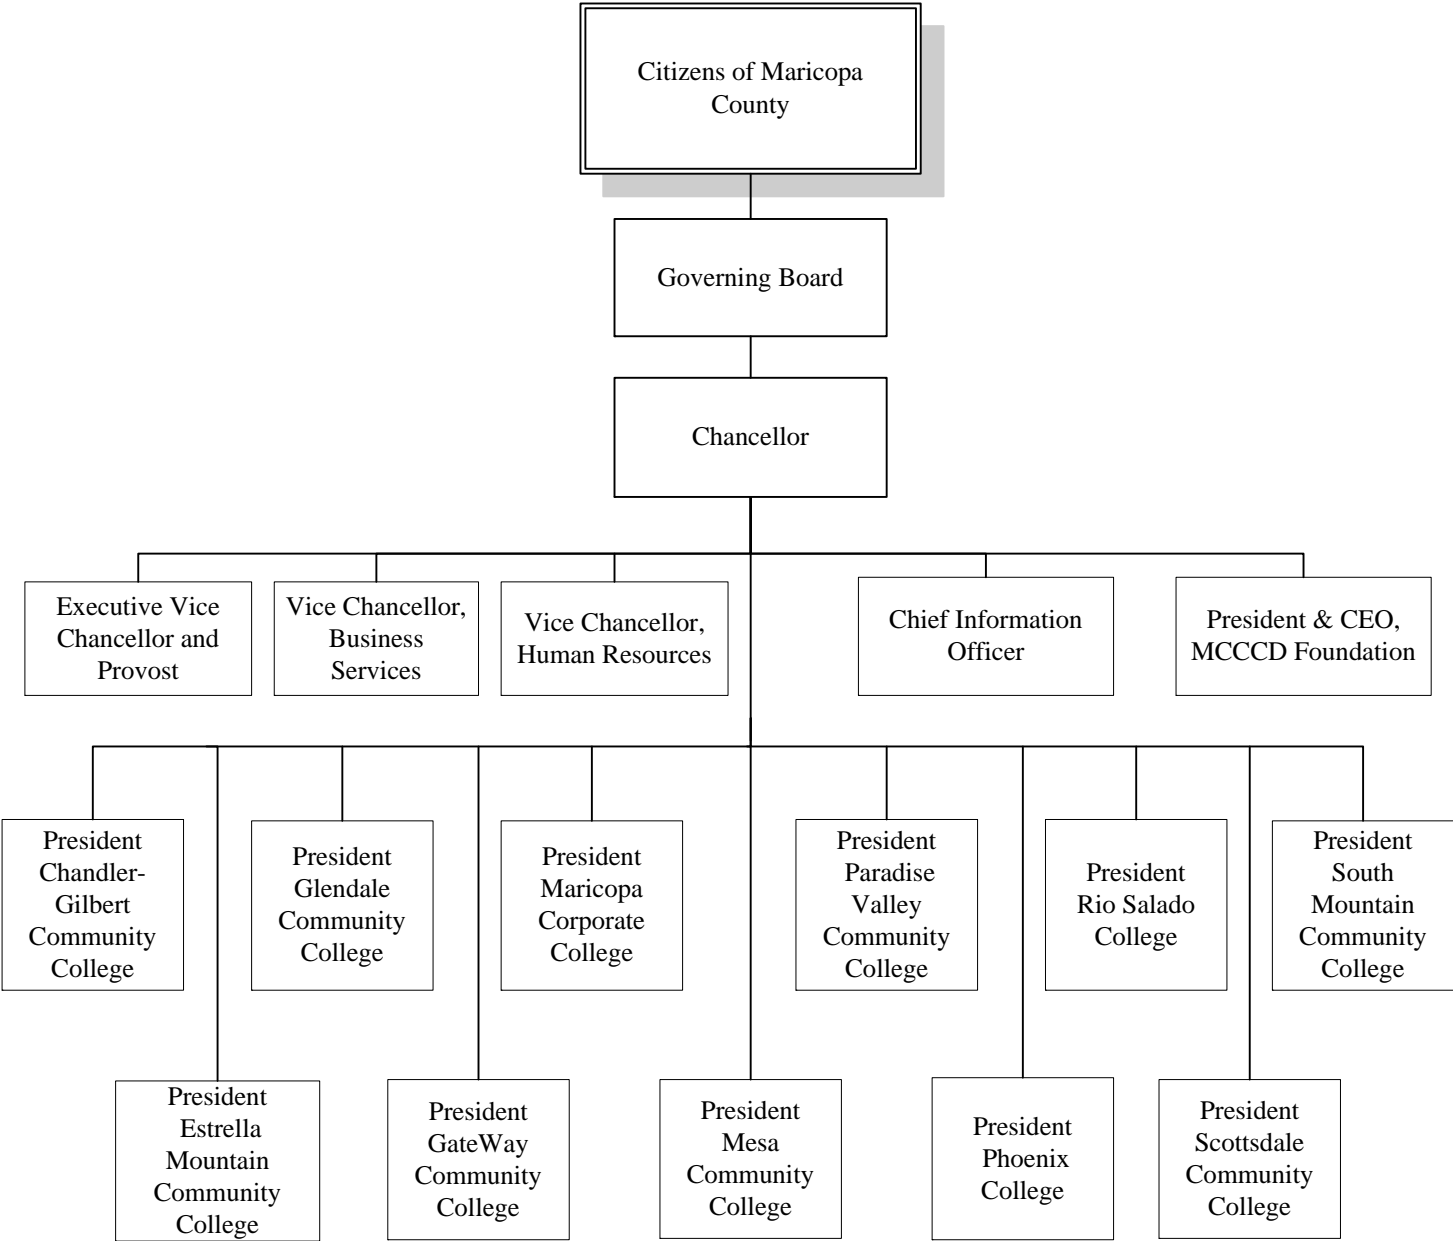 Citizens of Maricopa
County
Governing Board
Chancellor
Executive Vice
Chancellor and
Provost
Vice Chancellor,
Business
Services
Vice Chancellor,
Human Resources
Chief Information
Officer
President & CEO,
MCCCD Foundation
President
Chandler-
Gilbert
Community
College
President
Glendale
Community
College
President
Maricopa
Corporate
College
President
Paradise
Valley
Community
College
President
Rio Salado
College
President
South
Mountain
Community
College
President
Estrella
Mountain
Community
College
President
GateWay
Community
College
President
Mesa
Community
College
President
Phoenix
College
President
Scottsdale
Community
College